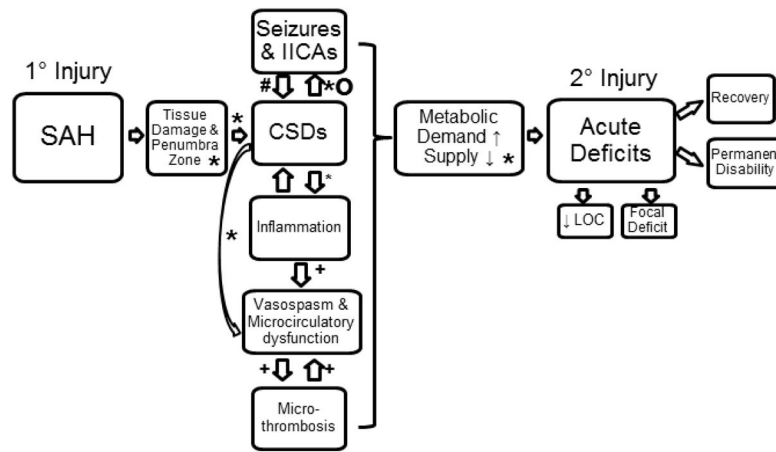 Seizures
& IICAs
1° Injury
# *O
2° Injury
SAH
Tissue
Damage &
Penumbra
Zone *
*
CSDs
Metabolic
Demand ↑
Supply ↓ *
Acute
Deficits
Recovery
Permanent
Disability
*
*
↓ LOC
Focal
Deficit
Inflammation
+
Vasospasm &
Microcirculatory
dysfunction
+ +
Micro-
thrombosis